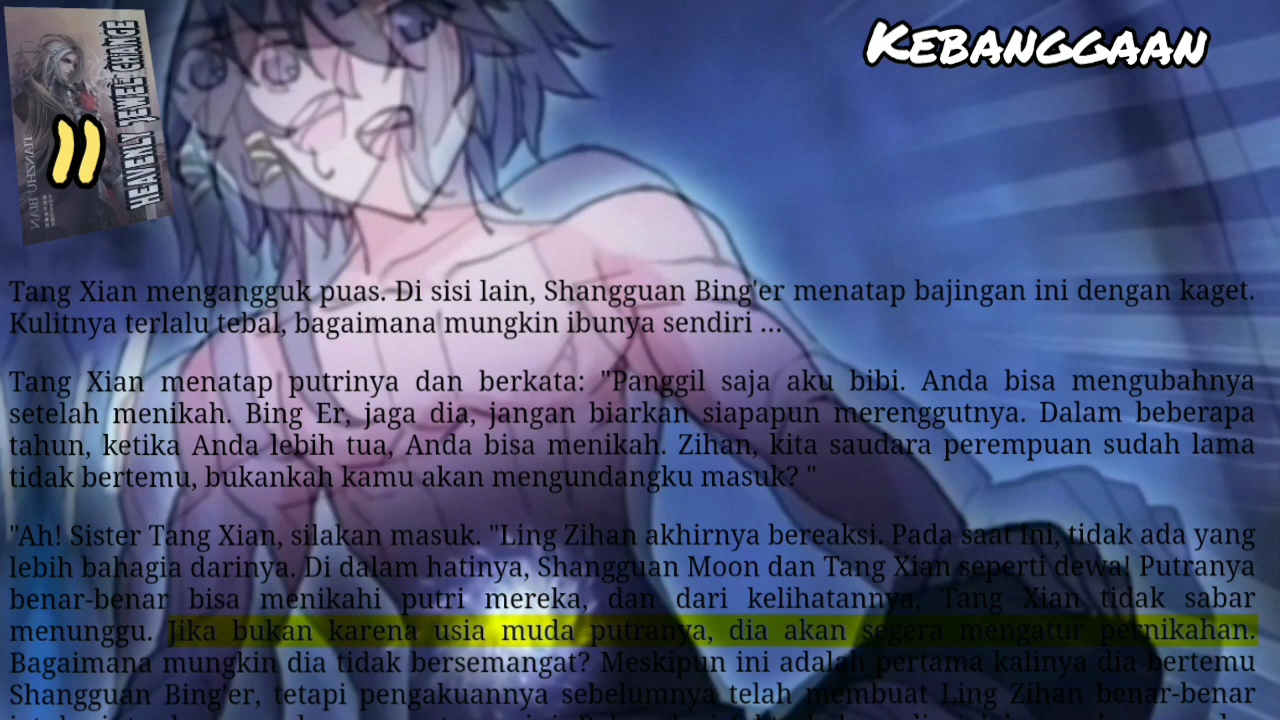 HEAVENLY JEWEL CHANGE
TIANZHU BIAN
11
KEBANGGAAN
Tang Xian mengangguk puas. Di sisi lain, Shangguan Bing'er menatap bajingan ini dengan kaget.
Kulitnya terlalu tebal, bagaimana mungkin ibunya sendiri ...
Tang Xian menatap putrinya dan berkata: "Panggil saja aku bibi. Anda bisa mengubahnya
setelah menikah. Bing Er, jaga dia, jangan biarkan siapapun merenggutnya. Dalam beberapa
tahun, ketika Anda lebih tua, Anda bisa menikah. Zihan, kita saudara perempuan sudah lama
tidak bertemu, bukankah kamu akan mengundangku masuk? "
"Ah! Sister Tang Xian, silakan masuk. "Ling Zihan akhirnya bereaksi. Pada saat ini, tidak ada yang
lebih bahagia darinya. Di dalam hatinya, Shangguan Moon dan Tang Xian seperti dewa! Putranya
benar-benar bisa menikahi putri mereka, dan dari kelihatannya, Tang Xian tidak sabar
menunggu. Jika bukan karena usia muda putranya, dia akan segera mengatur pernikahan.
Bagaimana mungkin dia tidak bersemangat? Meskipun ini adalah pertama kalinya dia bertemu
Shangguan Bing'er, tetapi pengakuannya sebelumnya telah membuat Ling Zihan benar-benar